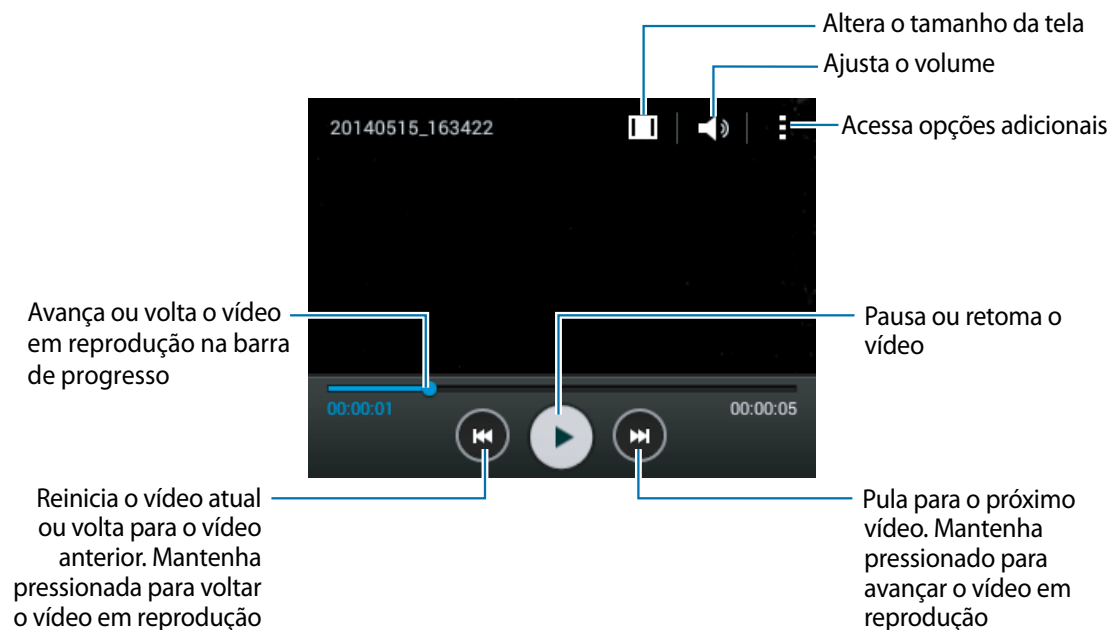 Altera o tamanho da tela
Ajusta o volume
20140515_163422
Acessa opções adicionais
Avança ou volta o vídeo
em reprodução na barra
de progresso
Pausa ou retoma o
vídeo
00:00:01
00:00:05
Reinicia o vídeo atual
ou volta para o vídeo
anterior. Mantenha
pressionada para voltar
o vídeo em reprodução
Pula para o próximo
vídeo. Mantenha
pressionado para
avançar o vídeo em
reprodução